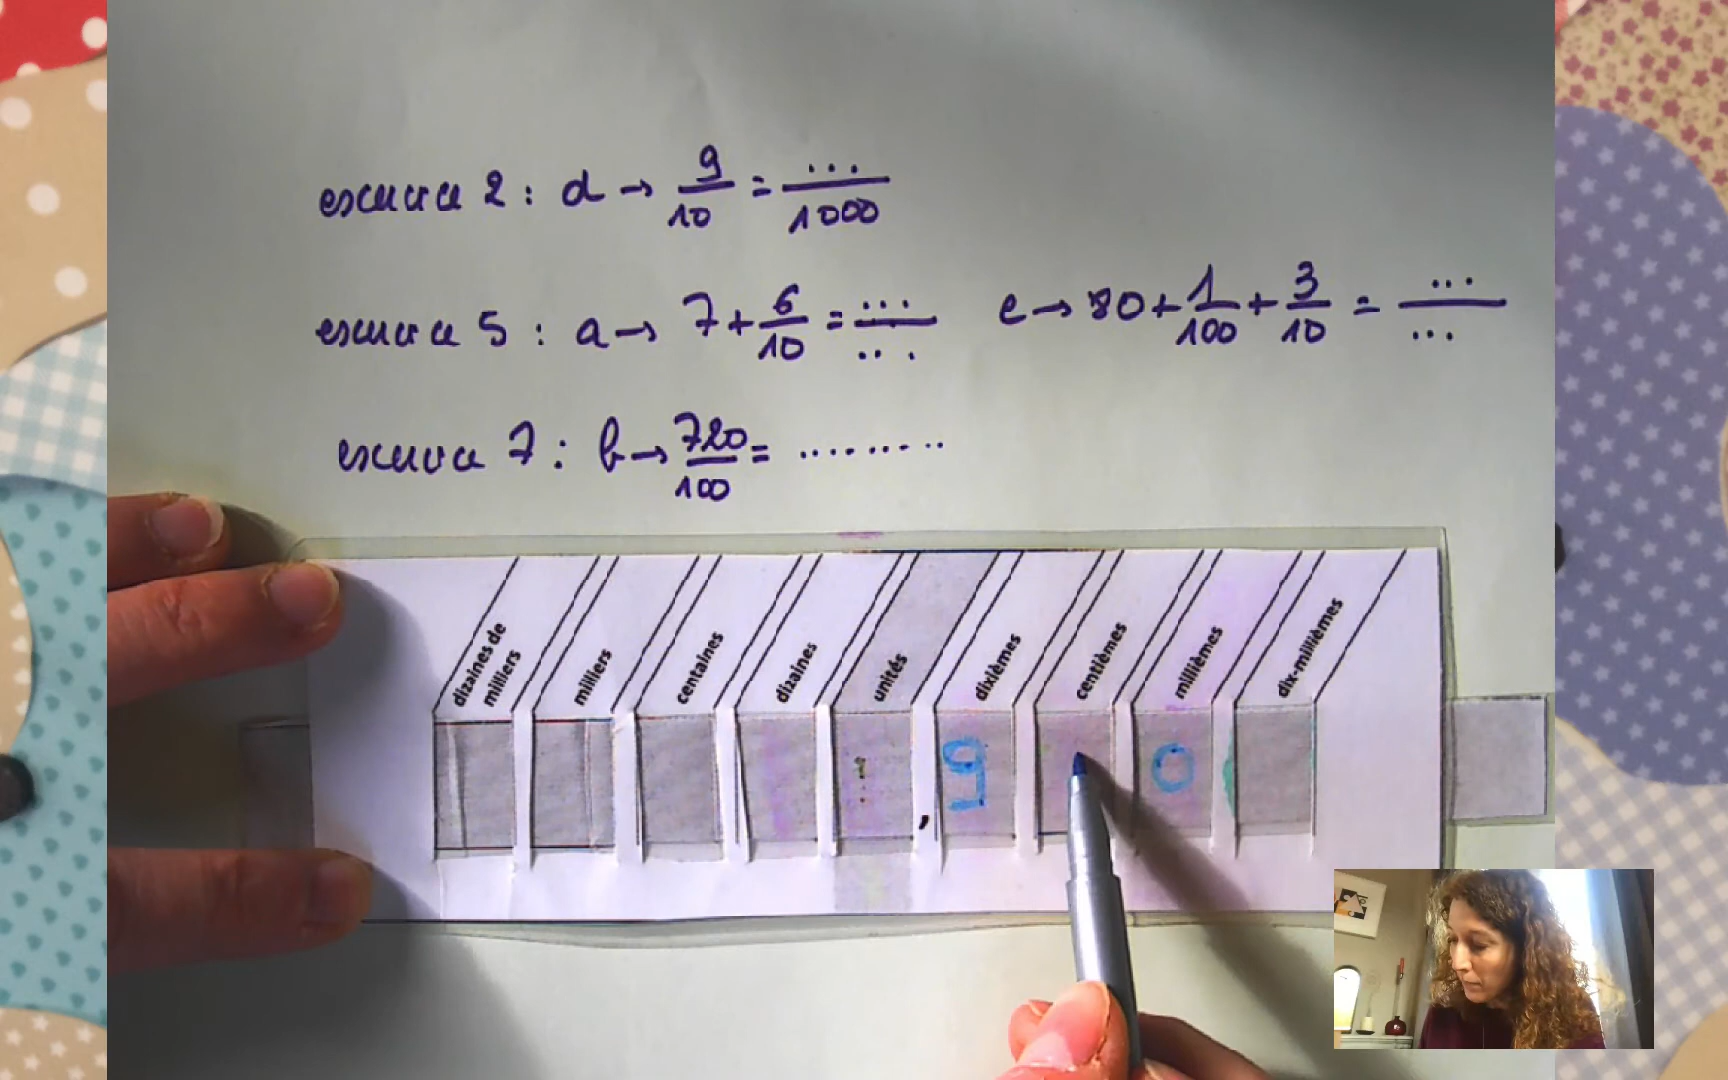 exercice 2 : d → 9/10 = .../1000
exercice 5 : a → 7 + 6/10 = .../... e → 80 + 1/100 + 3/10 = .../...
exercice 7 : b → 720/100 = .........
dizaines de milliers milliers centaines dizaines unités dixièmes centièmes millièmes dix-millièmes
, 9 0